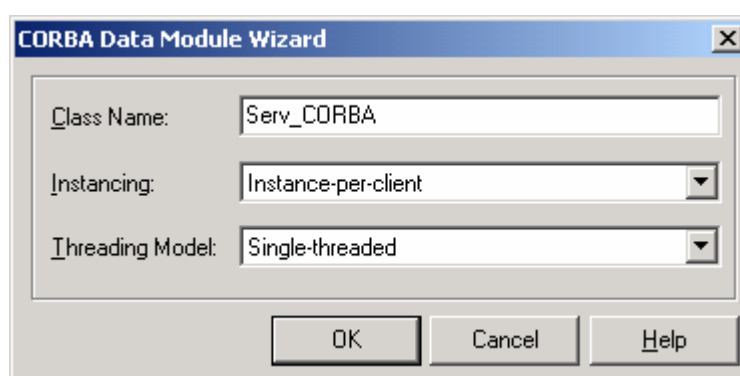 CORBA Data Module Wizard
Class Name: Serv_CORBA
Instancing: Instance-per-client
Threading Model: Single-threaded
OK Cancel Help